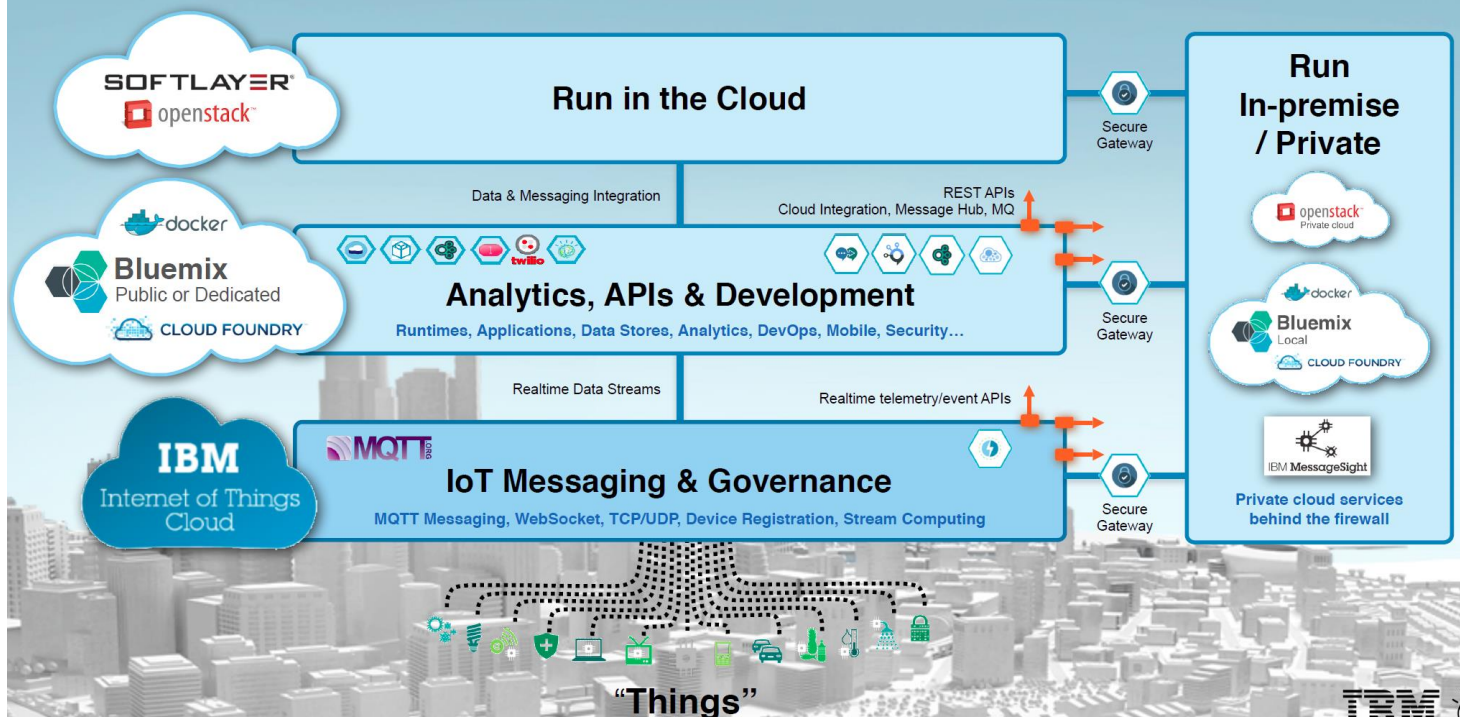 SOFTLAYER®
openstack™
Run in the Cloud
Secure
Gateway
Run
In-premise
/ Private
openstack™
Private cloud
Data & Messaging Integration
REST APIs
Cloud Integration, Message Hub, MQ
docker
Bluemix
Public or Dedicated
CLOUD FOUNDRY
twilio
Analytics, APIs & Development
Runtimes, Applications, Data Stores, Analytics, DevOps, Mobile, Security...
Secure
Gateway
docker
Bluemix
Local
CLOUD FOUNDRY
Realtime Data Streams
Realtime telemetry/event APIs
IBM
Internet of Things
Cloud
MQTT.ORG
IoT Messaging & Governance
MQTT Messaging, WebSocket, TCP/UDP, Device Registration, Stream Computing
Secure
Gateway
IBM MessageSight
Private cloud services
behind the firewall
“Things”
IBM